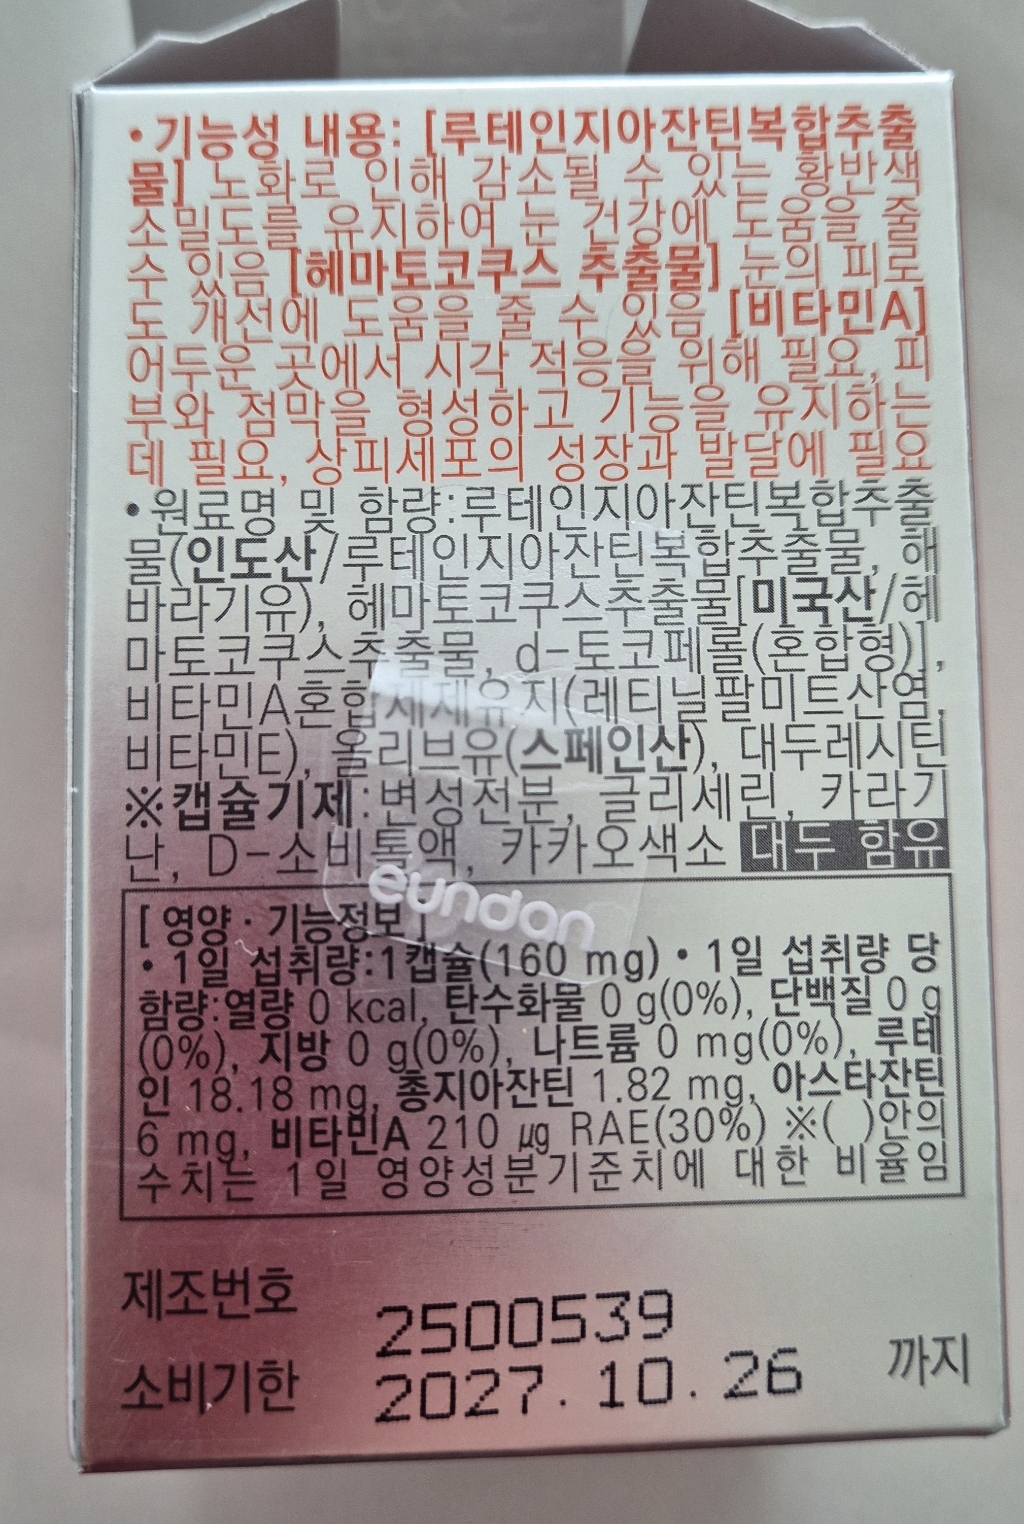 • 기능성 내용: [루테인지아잔틴복합추출
물] 노화로 인해 감소될 수 있는 황반색
소밀도를 유지하여 눈 건강에 도움을 줄
수 있음 [헤마토코쿠스 추출물] 눈의 피로
도 개선에 도움을 줄 수 있음 [비타민A]
어두운 곳에서 시각 적응을 위해 필요, 피
부와 점막을 형성하고 기능을 유지하는
데 필요, 상피세포의 성장과 발달에 필요
• 원료명 및 함량:루테인지아잔틴복합추출
물(인도산/루테인지아잔틴복합추출물, 해
바라기유), 헤마토코쿠스추출물[미국산/헤
마토코쿠스추출물, d-토코페롤(혼합형)],
비타민A혼합제제유지(레티닐팔미트산염,
비타민E), 올리브유(스페인산), 대두레시틴
※캡슐기제:변성전분, 글리세린, 카라기
난, D-소비톨액, 카카오색소 대두 함유
eundan
[ 영양 · 기능정보 ]
• 1일 섭취량:1캡슐(160 mg) • 1일 섭취량 당
함량:열량 0 kcal, 탄수화물 0 g(0%), 단백질 0 g
(0%), 지방 0 g(0%), 나트륨 0 mg(0%), 루테
인 18.18 mg, 총지아잔틴 1.82 mg, 아스타잔틴
6 mg, 비타민A 210 μg RAE(30%) ※( )안의
수치는 1일 영양성분기준치에 대한 비율임
제조번호 2500539
소비기한 2027. 10. 26 까지